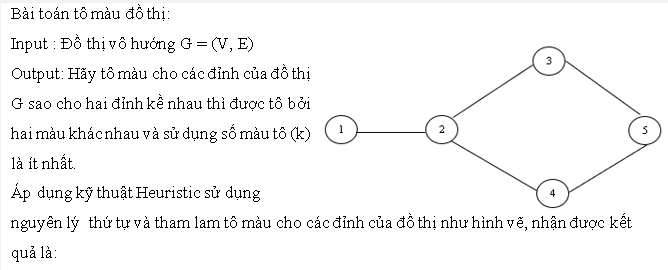 Bài toán tô màu đồ thị:
Input : Đồ thị vô hướng G = (V, E)
Output: Hãy tô màu cho các đỉnh của đồ thị
G sao cho hai đỉnh kề nhau thì được tô bởi
hai màu khác nhau và sử dụng số màu tô (k)
là ít nhất.
Áp dụng kỹ thuật Heuristic sử dụng
nguyên lý thứ tự và tham lam tô màu cho các đỉnh của đồ thị như hình vẽ, nhận được kết
quả là:
3
1
2
5
4